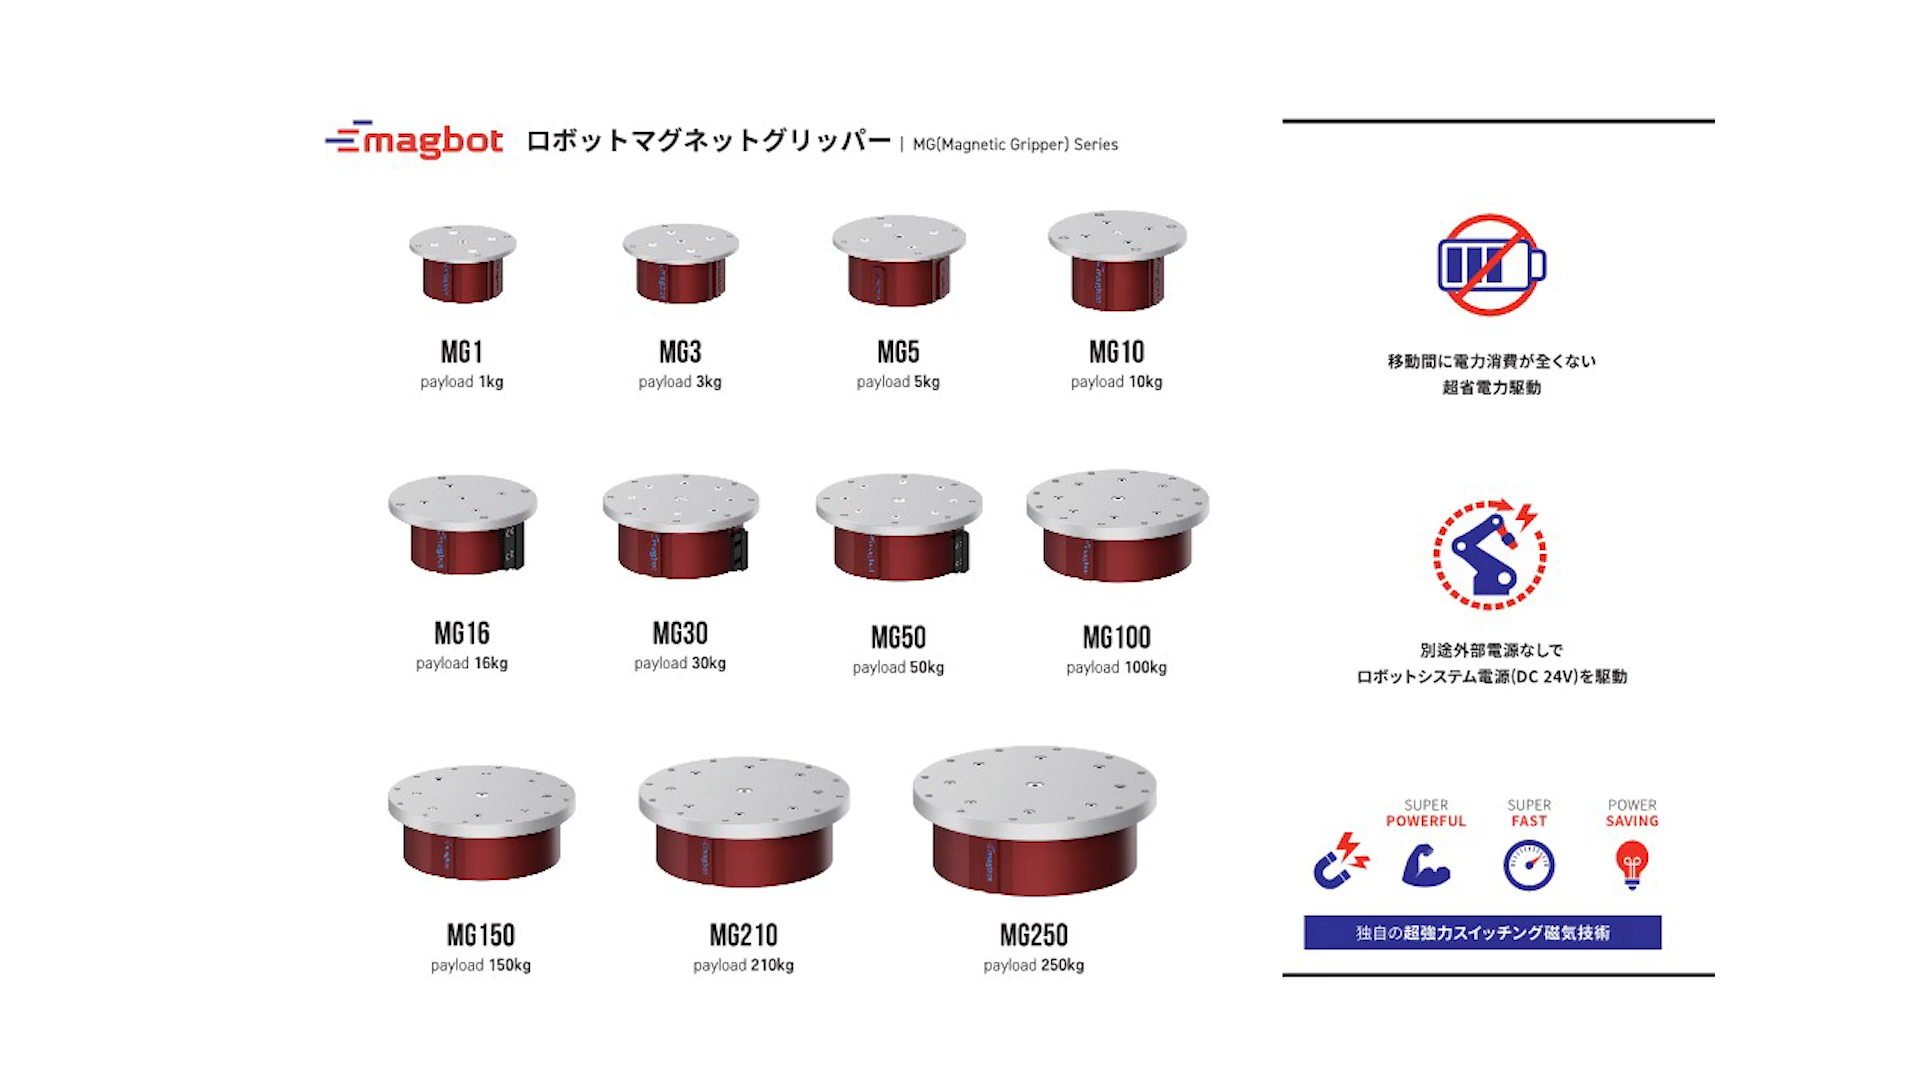 magbot ロボットマグネットグリッパー | MG(Magnetic Gripper) Series
MG1
payload 1kg
MG3
payload 3kg
MG5
payload 5kg
MG10
payload 10kg
MG16
payload 16kg
MG30
payload 30kg
MG50
payload 50kg
MG100
payload 100kg
MG150
payload 150kg
MG210
payload 210kg
MG250
payload 250kg
移動間に電力消費が全くない
超省電力駆動
別途外部電源なしで
ロボットシステム電源(DC 24V)を駆動
SUPER
POWERFUL
SUPER
FAST
POWER
SAVING
独自の超強力スイッチング磁気技術